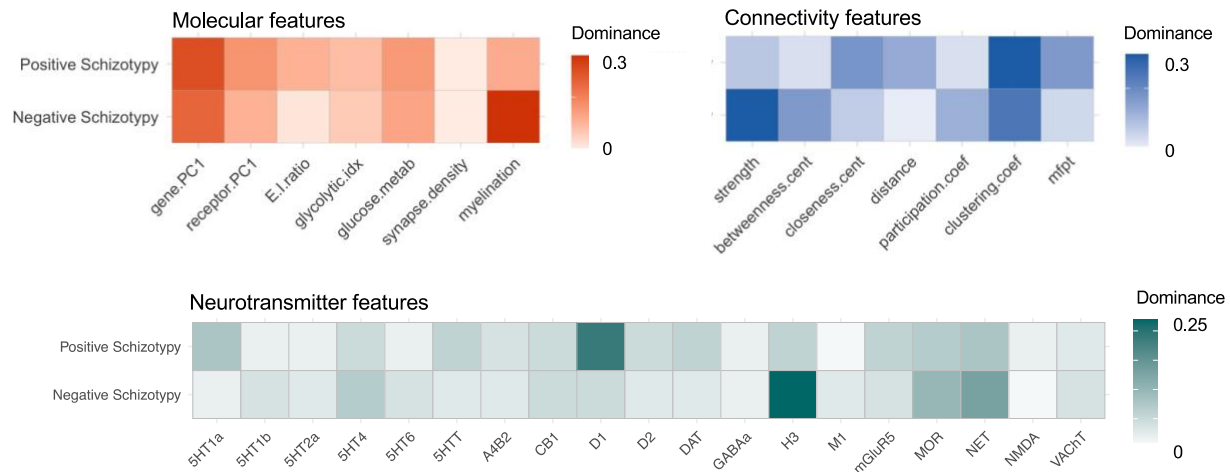 Molecular features
Dominance
Positive Schizotypy
Negative Schizotypy
0.3
0
gene.PC1
receptor.PC1
E.I.ratio
glycolytic.idx
glucose.metab
synapse.density
myelination
Connectivity features
Dominance
0.3
0
strength
betweenness.cent
closeness.cent
distance
participation.coef
clustering.coef
mfpt
Neurotransmitter features
Dominance
Positive Schizotypy
Negative Schizotypy
0.25
0
5HT1a
5HT1b
5HT2a
5HT4
5HT6
5HTT
A4B2
CB1
D1
D2
DAT
GABAa
H3
M1
mGluR5
MOR
NET
NMDA
VAChT